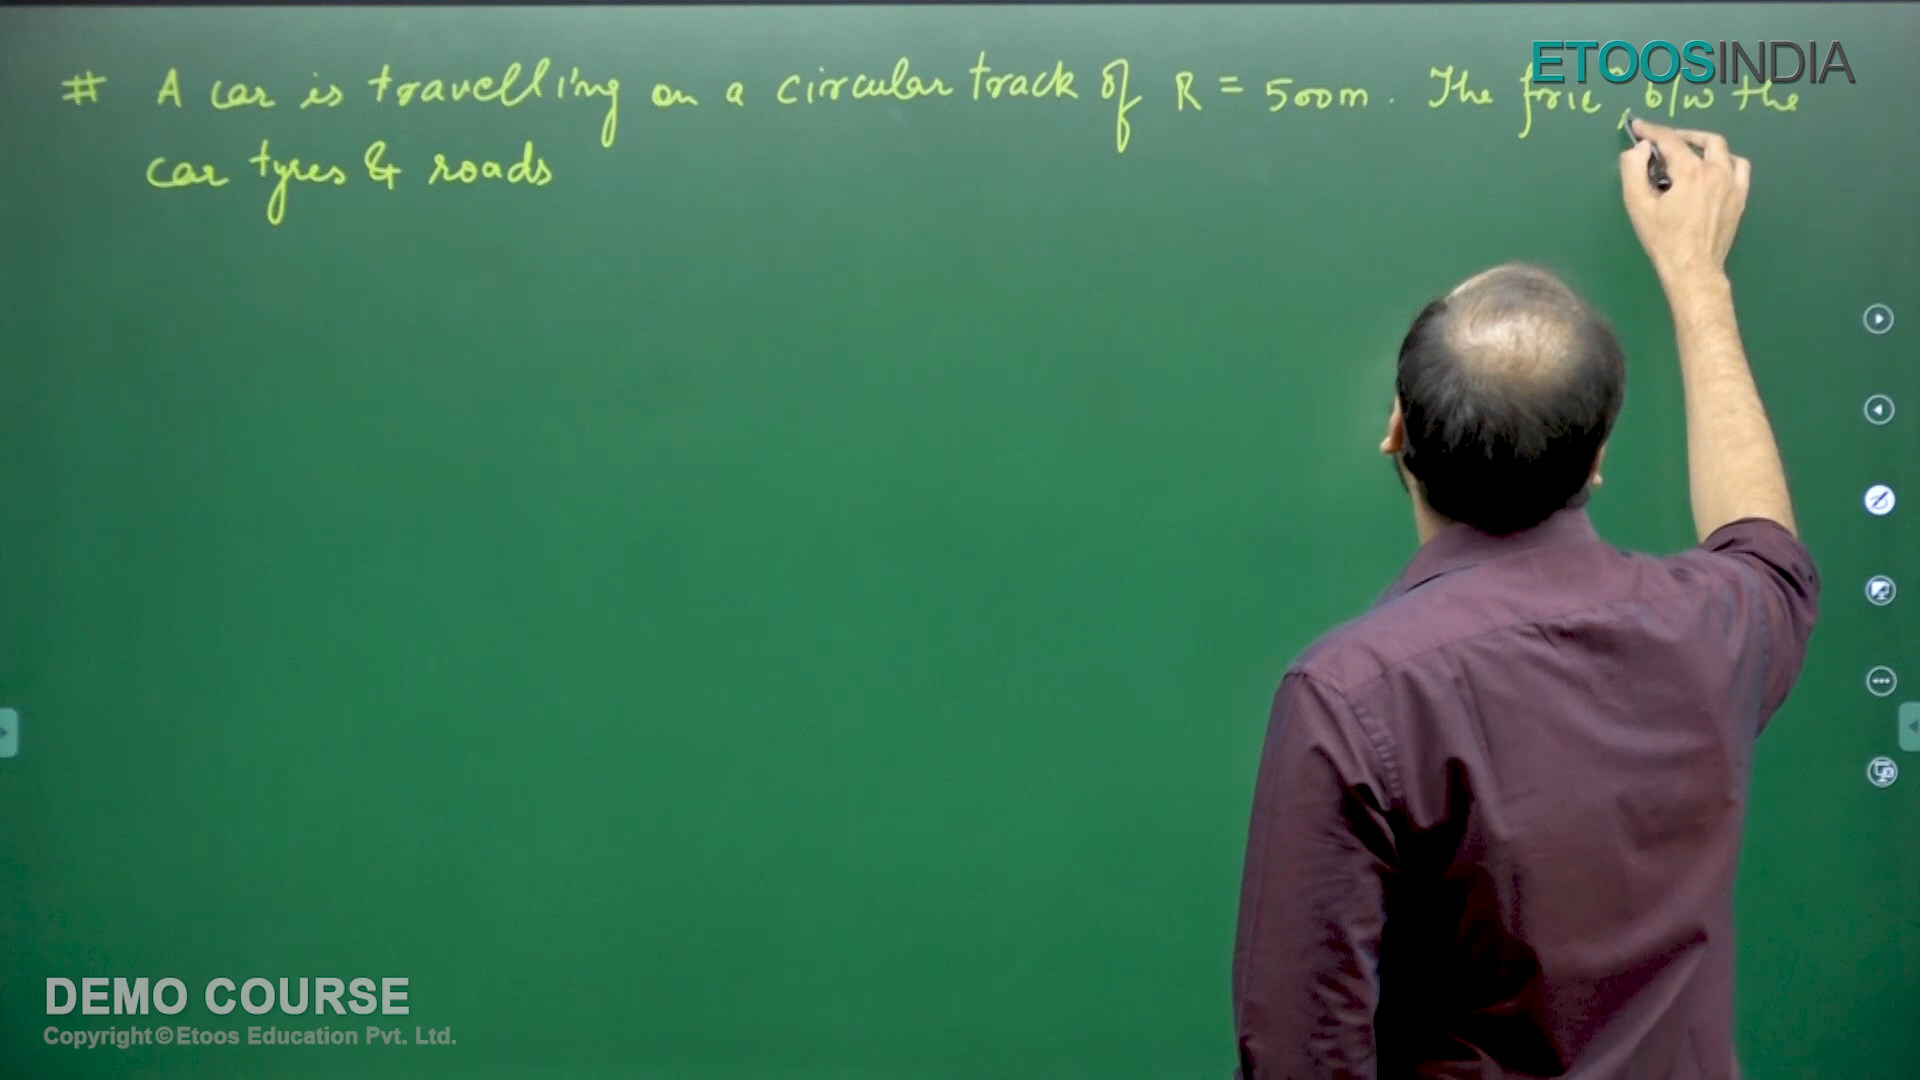 ETOOSINDIA
# A car is travelling on a circular track of R = 500m. The fric b/w the
car tyres & roads
DEMO COURSE
Copyright © Etoos Education Pvt. Ltd.